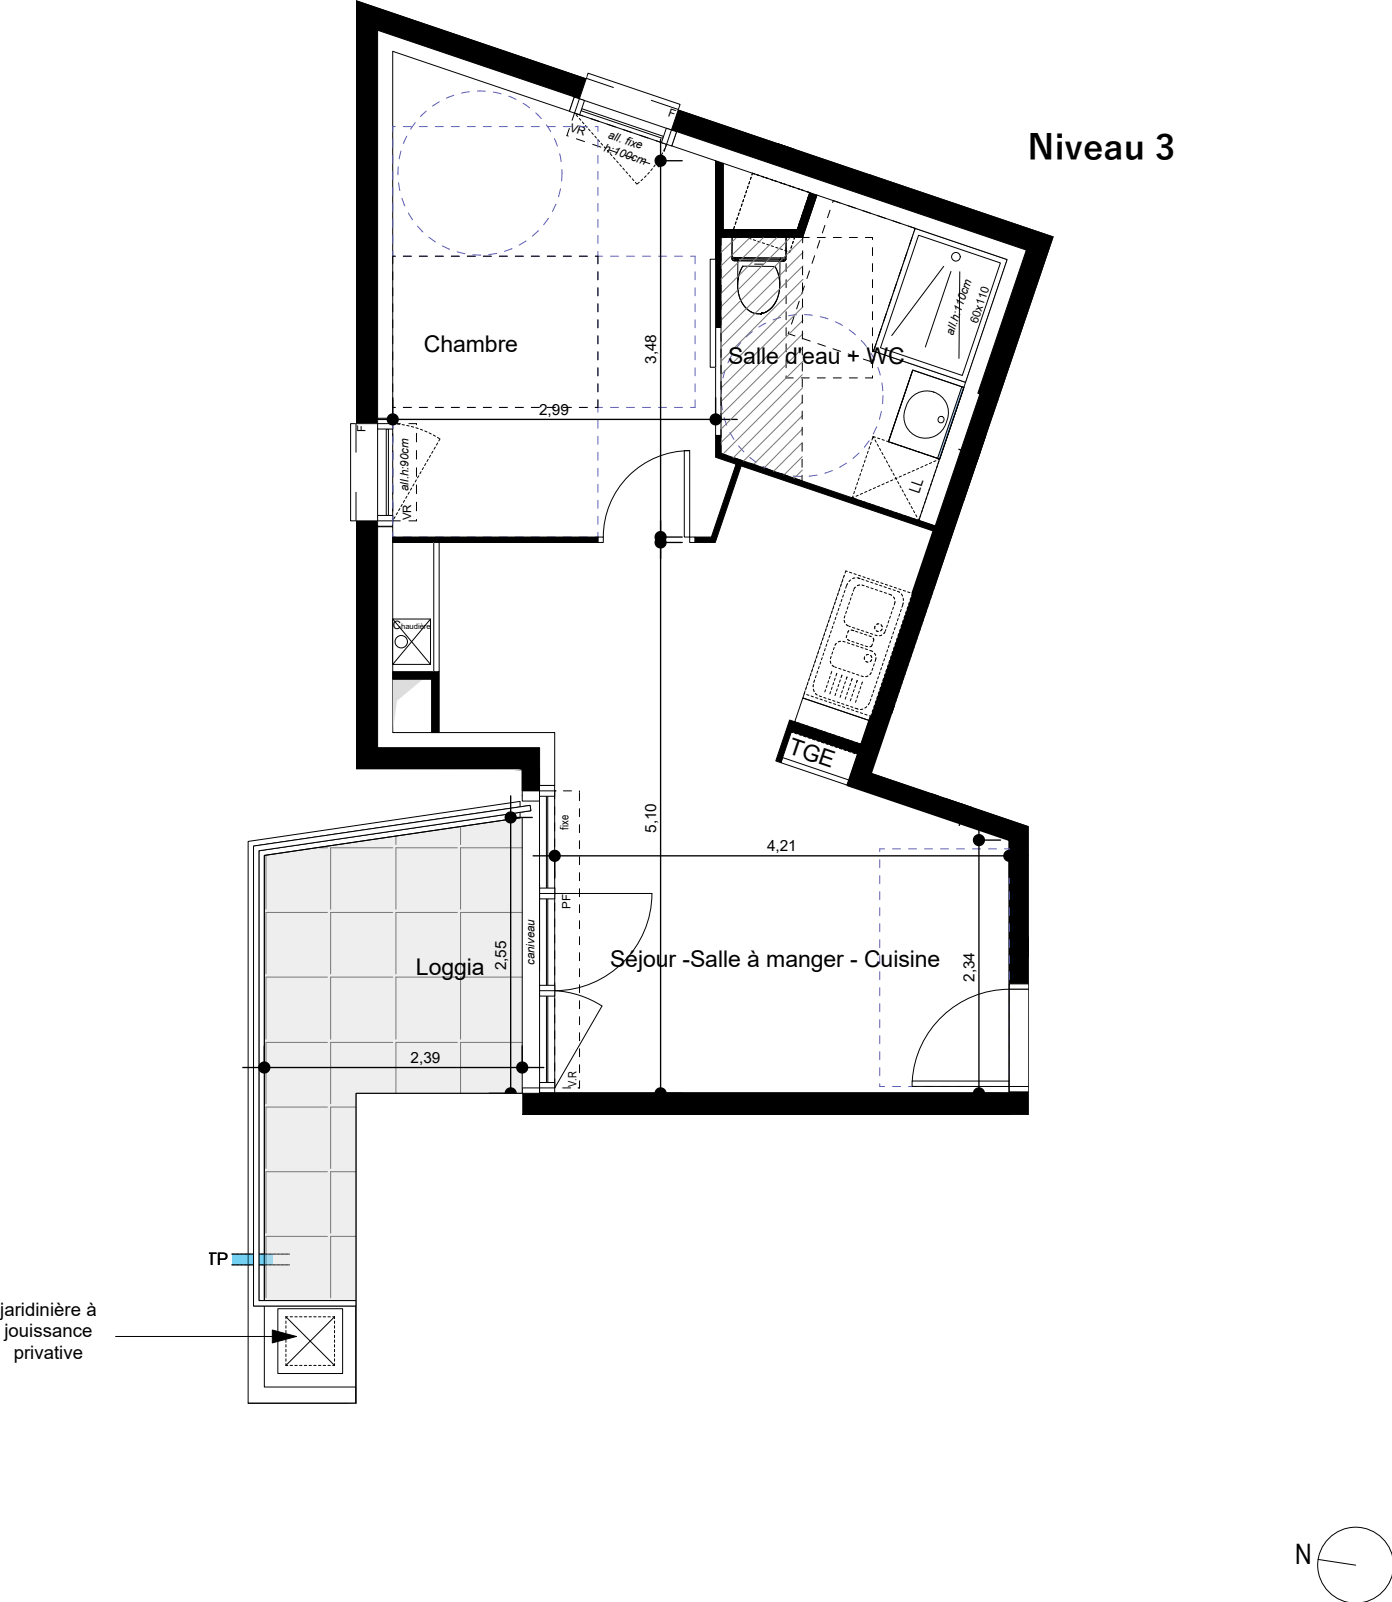 Niveau 3
F
VR
all. fixe
h:100cm
all.h:110cm
60x110
Chambre
3,48
Salle d'eau + WC
2,99
F
all.h:90cm
VR
LL
Chaudière
TGE
fixe
5,10
4,21
PF
caniveau
2,55
Loggia
Séjour -Salle à manger - Cuisine
2,34
2,39
V.R
TP
jaridinière à
jouissance
privative
N